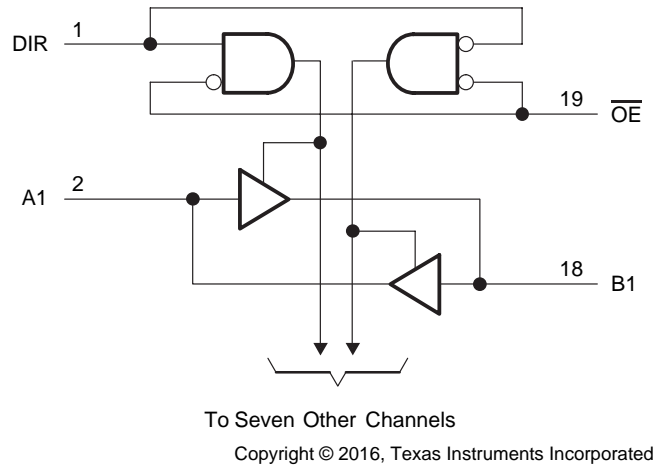 DIR
1
19
OE
A1
2
18
B1
To Seven Other Channels
Copyright © 2016, Texas Instruments Incorporated